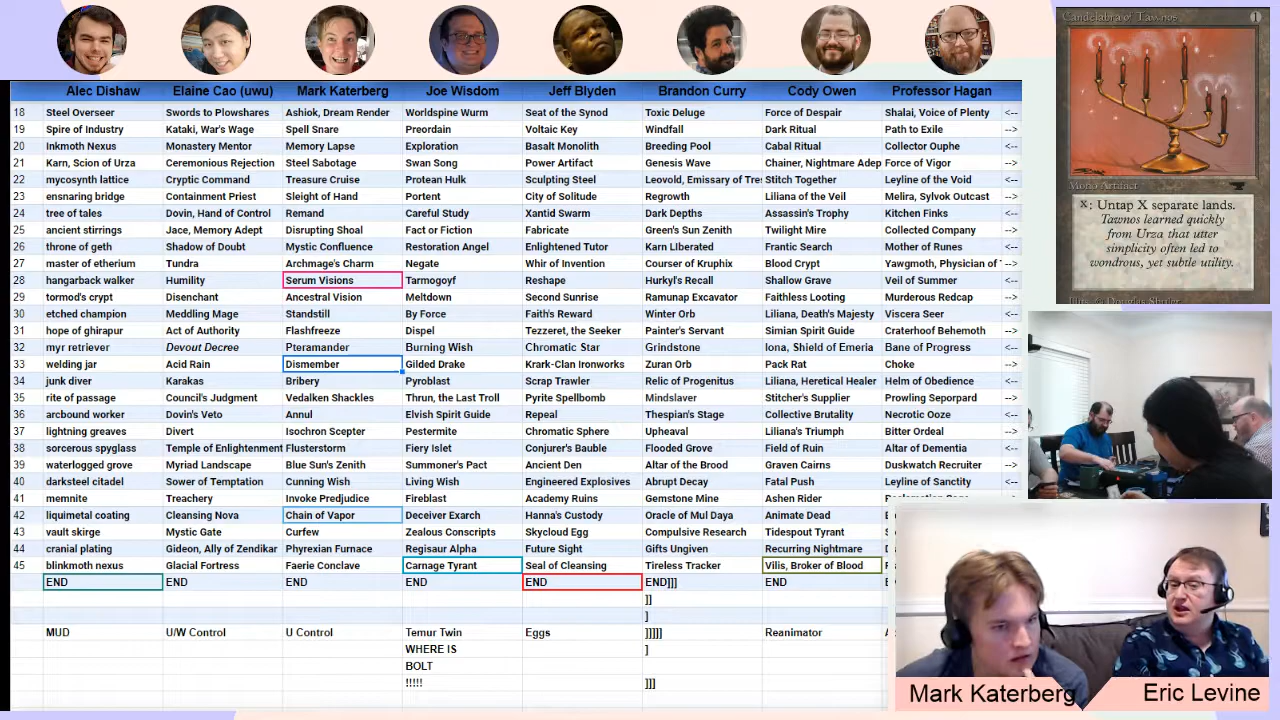 Alec Dishaw Elaine Cao (uwu) Mark Katerberg Joe Wisdom Jeff Blyden Brandon Curry Cody Owen Professor Hagan
18 Steel Overseer Swords to Plowshares Ashiok, Dream Render Worldspine Wurm Seat of the Synod Toxic Deluge Force of Despair Shalai, Voice of Plenty <--
19 Spire of Industry Kataki, War's Wage Spell Snare Preordain Voltaic Key Windfall Dark Ritual Path to Exile -->
20 Inkmoth Nexus Monastery Mentor Memory Lapse Exploration Basalt Monolith Breeding Pool Cabal Ritual Collector Ouphe <--
21 Karn, Scion of Urza Ceremonious Rejection Steel Sabotage Swan Song Power Artifact Genesis Wave Chainer, Nightmare Adep Force of Vigor -->
22 mycosynth lattice Cryptic Command Treasure Cruise Protean Hulk Sculpting Steel Leovold, Emissary of Tres Stitch Together Leyline of the Void <--
23 ensnaring bridge Containment Priest Sleight of Hand Portent City of Solitude Regrowth Liliana of the Veil Melira, Sylvok Outcast -->
24 tree of tales Dovin, Hand of Control Remand Careful Study Xantid Swarm Dark Depths Assassin's Trophy Kitchen Finks <--
25 ancient stirrings Jace, Memory Adept Disrupting Shoal Fact or Fiction Fabricate Green's Sun Zenith Twilight Mire Collected Company -->
26 throne of geth Shadow of Doubt Mystic Confluence Restoration Angel Enlightened Tutor Karn LIberated Frantic Search Mother of Runes <--
27 master of etherium Tundra Archmage's Charm Negate Whir of Invention Courser of Kruphix Blood Crypt Yawgmoth, Physician of T -->
28 hangarback walker Humility Serum Visions Tarmogoyf Reshape Hurkyl's Recall Shallow Grave Veil of Summer <--
29 tormod's crypt Disenchant Ancestral Vision Meltdown Second Sunrise Ramunap Excavator Faithless Looting Murderous Redcap -->
30 etched champion Meddling Mage Standstill By Force Faith's Reward Winter Orb Liliana, Death's Majesty Viscera Seer <--
31 hope of ghirapur Act of Authority Flashfreeze Dispel Tezzeret, the Seeker Painter's Servant Simian Spirit Guide Craterhoof Behemoth -->
32 myr retriever Devout Decree Pteramander Burning Wish Chromatic Star Grindstone Iona, Shield of Emeria Bane of Progress <--
33 welding jar Acid Rain Dismember Gilded Drake Krark-Clan Ironworks Zuran Orb Pack Rat Choke -->
34 junk diver Karakas Bribery Pyroblast Scrap Trawler Relic of Progenitus Liliana, Heretical Healer Helm of Obedience <--
35 rite of passage Council's Judgment Vedalken Shackles Thrun, the Last Troll Pyrite Spellbomb Mindslaver Stitcher's Supplier Prowling Seporpard -->
36 arcbound worker Dovin's Veto Annul Elvish Spirit Guide Repeal Thespian's Stage Collective Brutality Necrotic Ooze <--
37 lightning greaves Divert Isochron Scepter Pestermite Chromatic Sphere Upheaval Liliana's Triumph Bitter Ordeal -->
38 sorcerous spyglass Temple of Enlightenment Flusterstorm Fiery Islet Conjurer's Bauble Flooded Grove Field of Ruin Altar of Dementia <--
39 waterlogged grove Myriad Landscape Blue Sun's Zenith Summoner's Pact Ancient Den Altar of the Brood Graven Cairns Duskwatch Recruiter -->
40 darksteel citadel Sower of Temptation Cunning Wish Living Wish Engineered Explosives Abrupt Decay Fatal Push Leyline of Sanctity <--
41 memnite Treachery Invoke Predjudice Fireblast Academy Ruins Gemstone Mine Ashen Rider
42 liquimetal coating Cleansing Nova Chain of Vapor Deceiver Exarch Hanna's Custody Oracle of Mul Daya Animate Dead
43 vault skirge Mystic Gate Curfew Zealous Conscripts Skycloud Egg Compulsive Research Tidespout Tyrant
44 cranial plating Gideon, Ally of Zendikar Phyrexian Furnace Regisaur Alpha Future Sight Gifts Ungiven Recurring Nightmare
45 blinkmoth nexus Glacial Fortress Faerie Conclave Carnage Tyrant Seal of Cleansing Tireless Tracker Vilis, Broker of Blood
END END END END END END]]] END
]]
]
MUD U/W Control U Control Temur Twin Eggs ]]]]] Reanimator
WHERE IS ]
BOLT
!!!!! ]]]
Candelabra of Tawnos 1
Mono Artifact
X: Untap X separate lands.
Tawnos learned quickly
from Urza that utter
simplicity often led to
wondrous, yet subtle utility.
Mark Katerberg Eric Levine